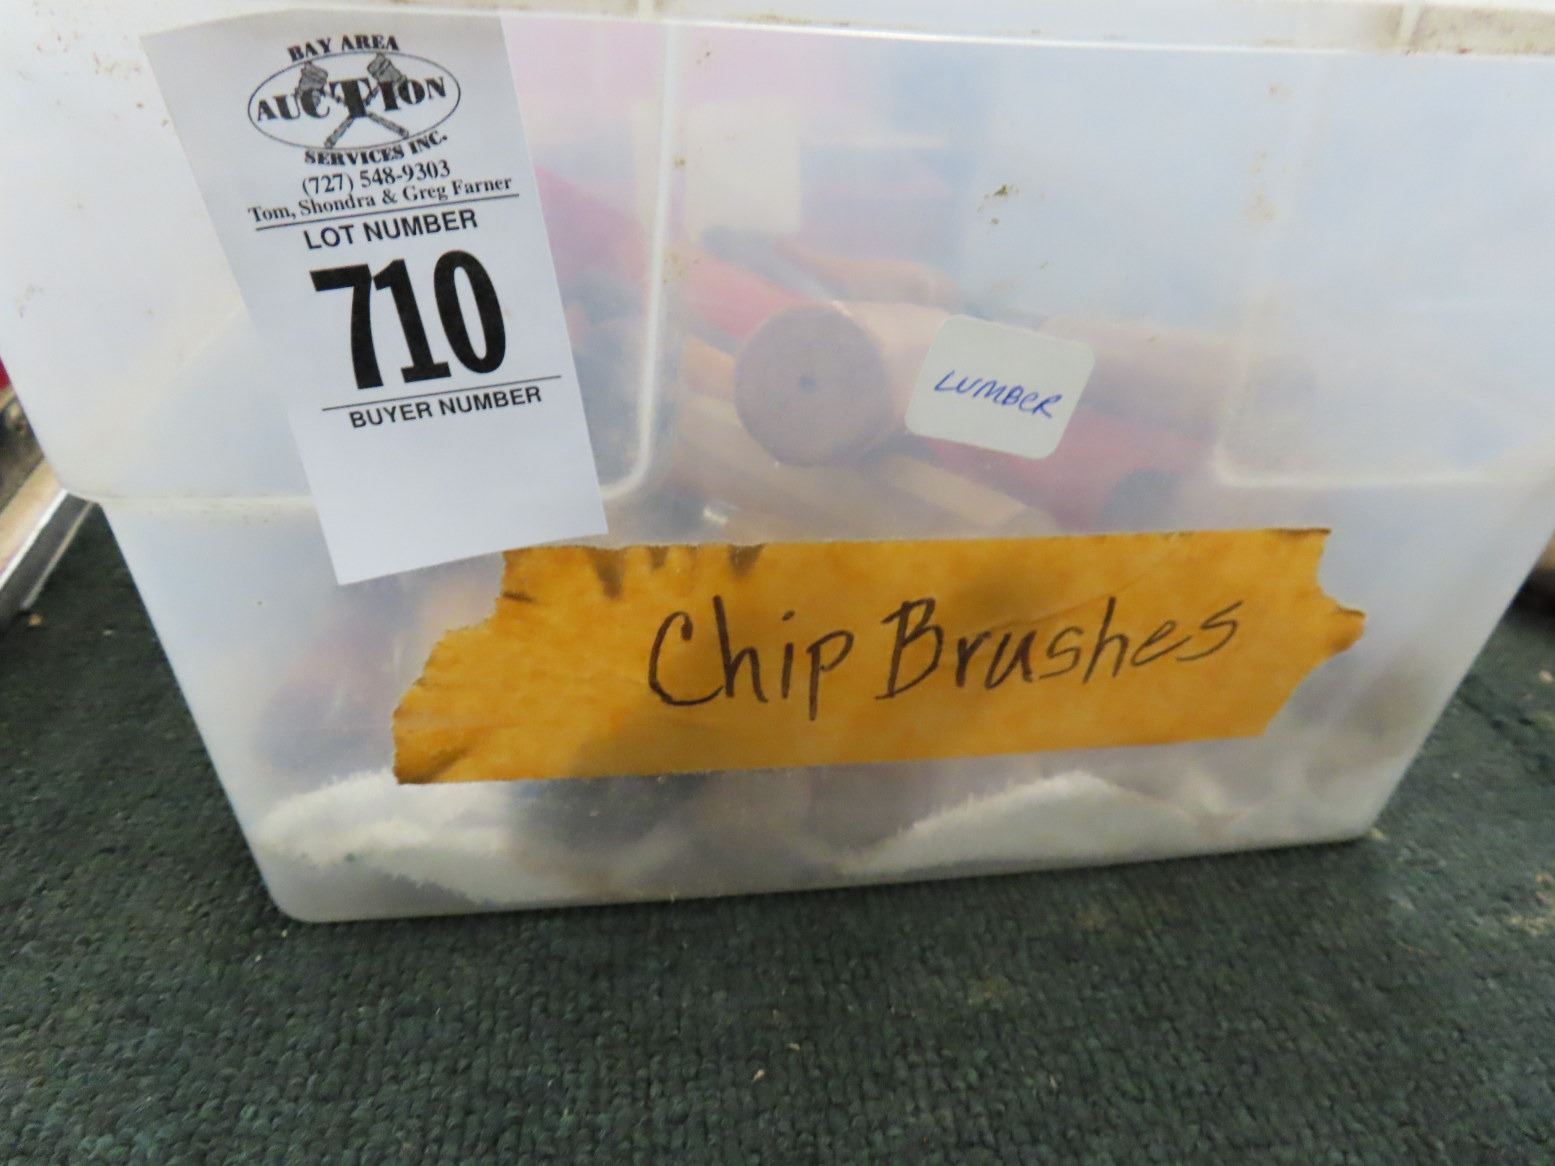 BAY AREA
AUCTION
SERVICES INC.
(727) 548-9303
Tom, Shondra & Greg Farner
LOT NUMBER
710
BUYER NUMBER
LUMBER
Chip Brushes